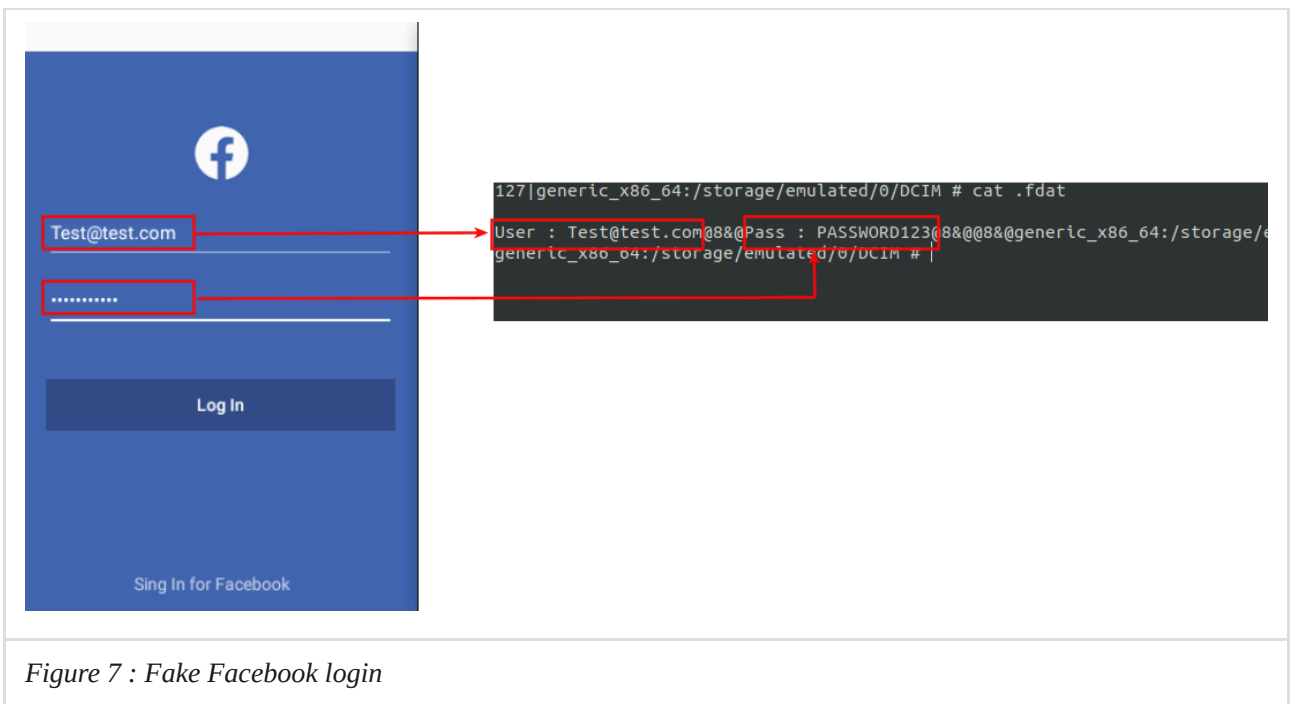 Test@test.com
•••••••••••
Log In
Sing In for Facebook
127|generic_x86_64:/storage/emulated/0/DCIM # cat .fdat
User : Test@test.com@8&@Pass : PASSWORD123@8&@@8&@generic_x86_64:/storage/e
generic_x86_64:/storage/emulated/0/DCIM #
Figure 7 : Fake Facebook login